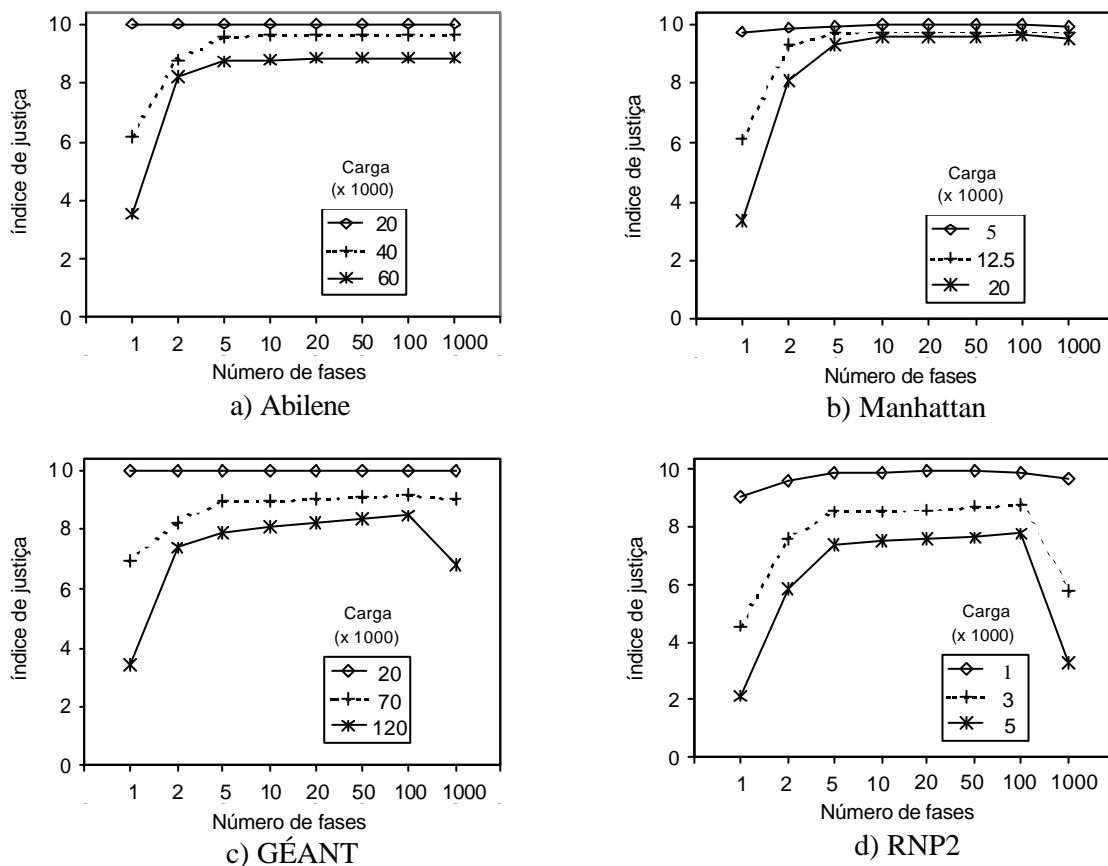 10
8
6
4
2
0
índice de justiça
Carga
(x 1000)
20
40
60
1 2 5 10 20 50 100 1000
Número de fases
a) Abilene
10
8
6
4
2
0
índice de justiça
Carga
(x 1000)
5
12.5
20
1 2 5 10 20 50 100 1000
Número de fases
b) Manhattan
10
8
6
4
2
0
índice de justiça
Carga
(x 1000)
20
70
120
1 2 5 10 20 50 100 1000
Número de fases
c) GÉANT
10
8
6
4
2
0
índice de justiça
Carga
(x 1000)
1
3
5
1 2 5 10 20 50 100 1000
Número de fases
d) RNP2